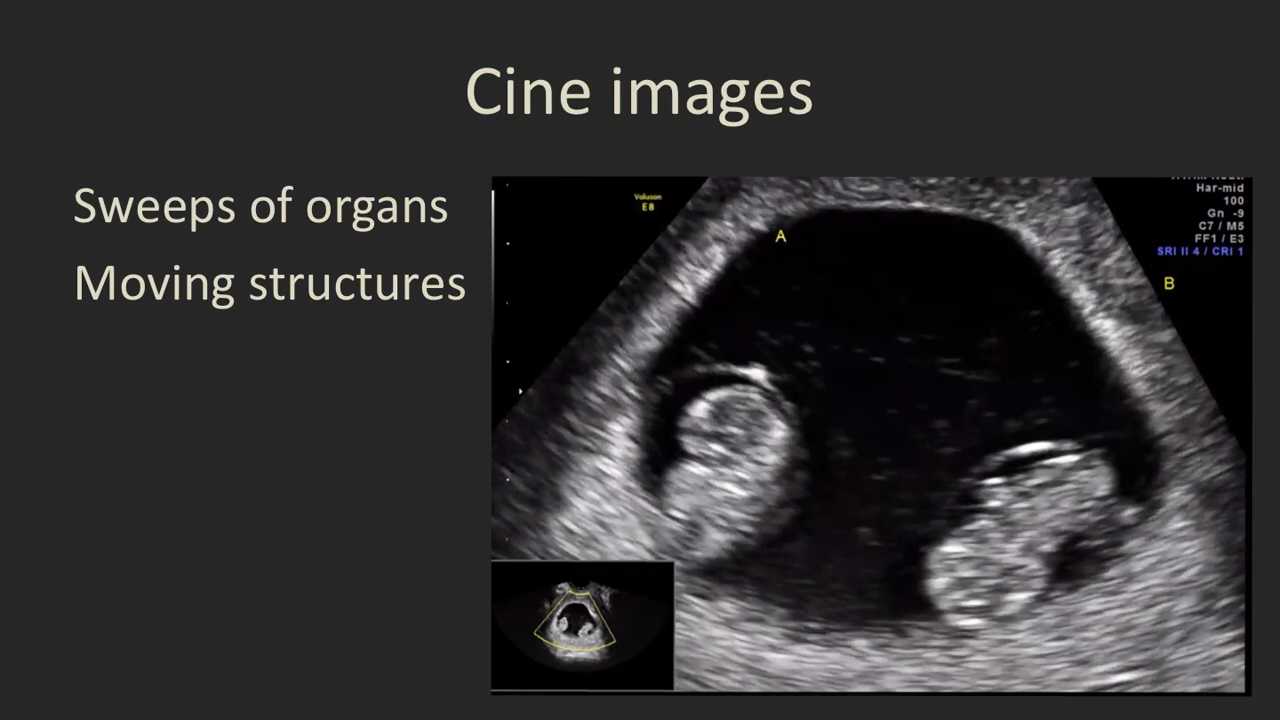 Cine images
Sweeps of organs
Moving structures
Voluson
E8
A
Har-mid
100
Gn -9
C7 / M5
FF1 / E3
SRI II 4 / CRI 1
B